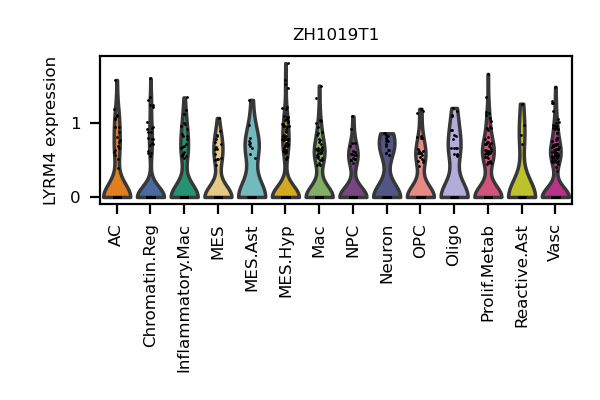 ZH1019T1
LYRM4 expression
1
0
AC
Chromatin.Reg
Inflammatory.Mac
MES
MES.Ast
MES.Hyp
Mac
NPC
Neuron
OPC
Oligo
Prolif.Metab
Reactive.Ast
Vasc